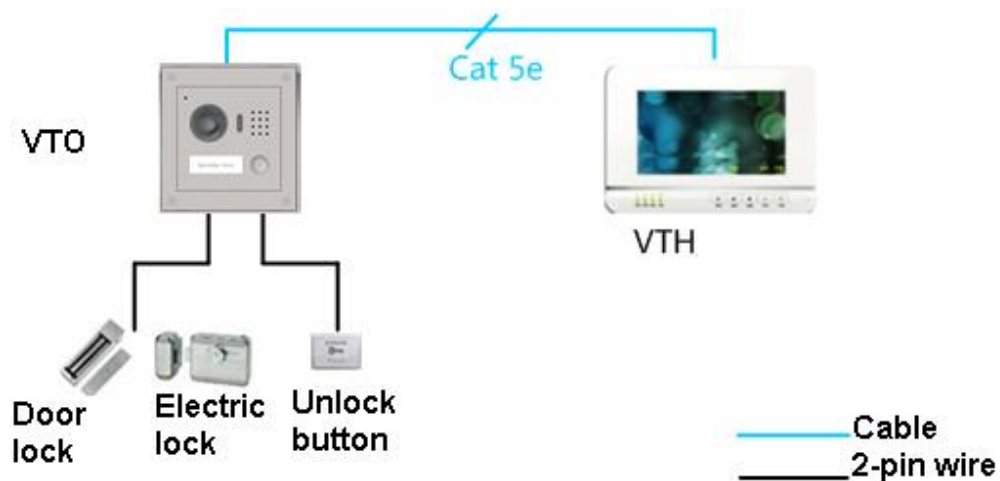 Cat 5e
VTO
VTH
Door
lock
Electric
lock
Unlock
button
Cable
2-pin wire